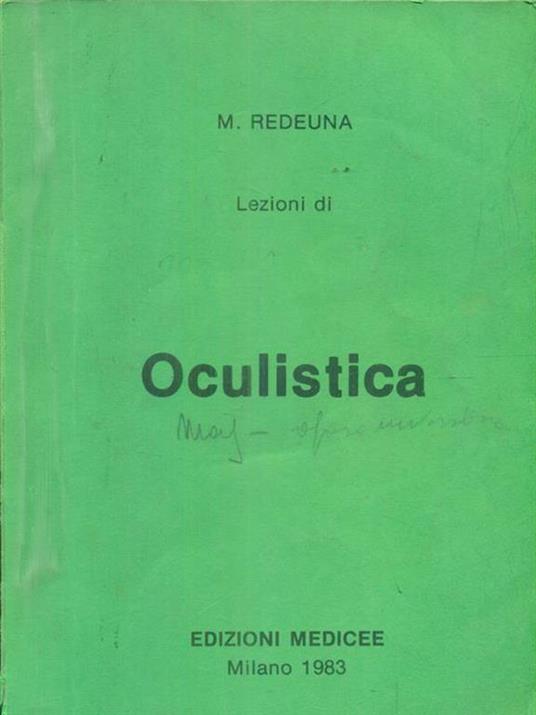 M. REDEUNA
Lezioni di
Oculistica
EDIZIONI MEDICEE
Milano 1983